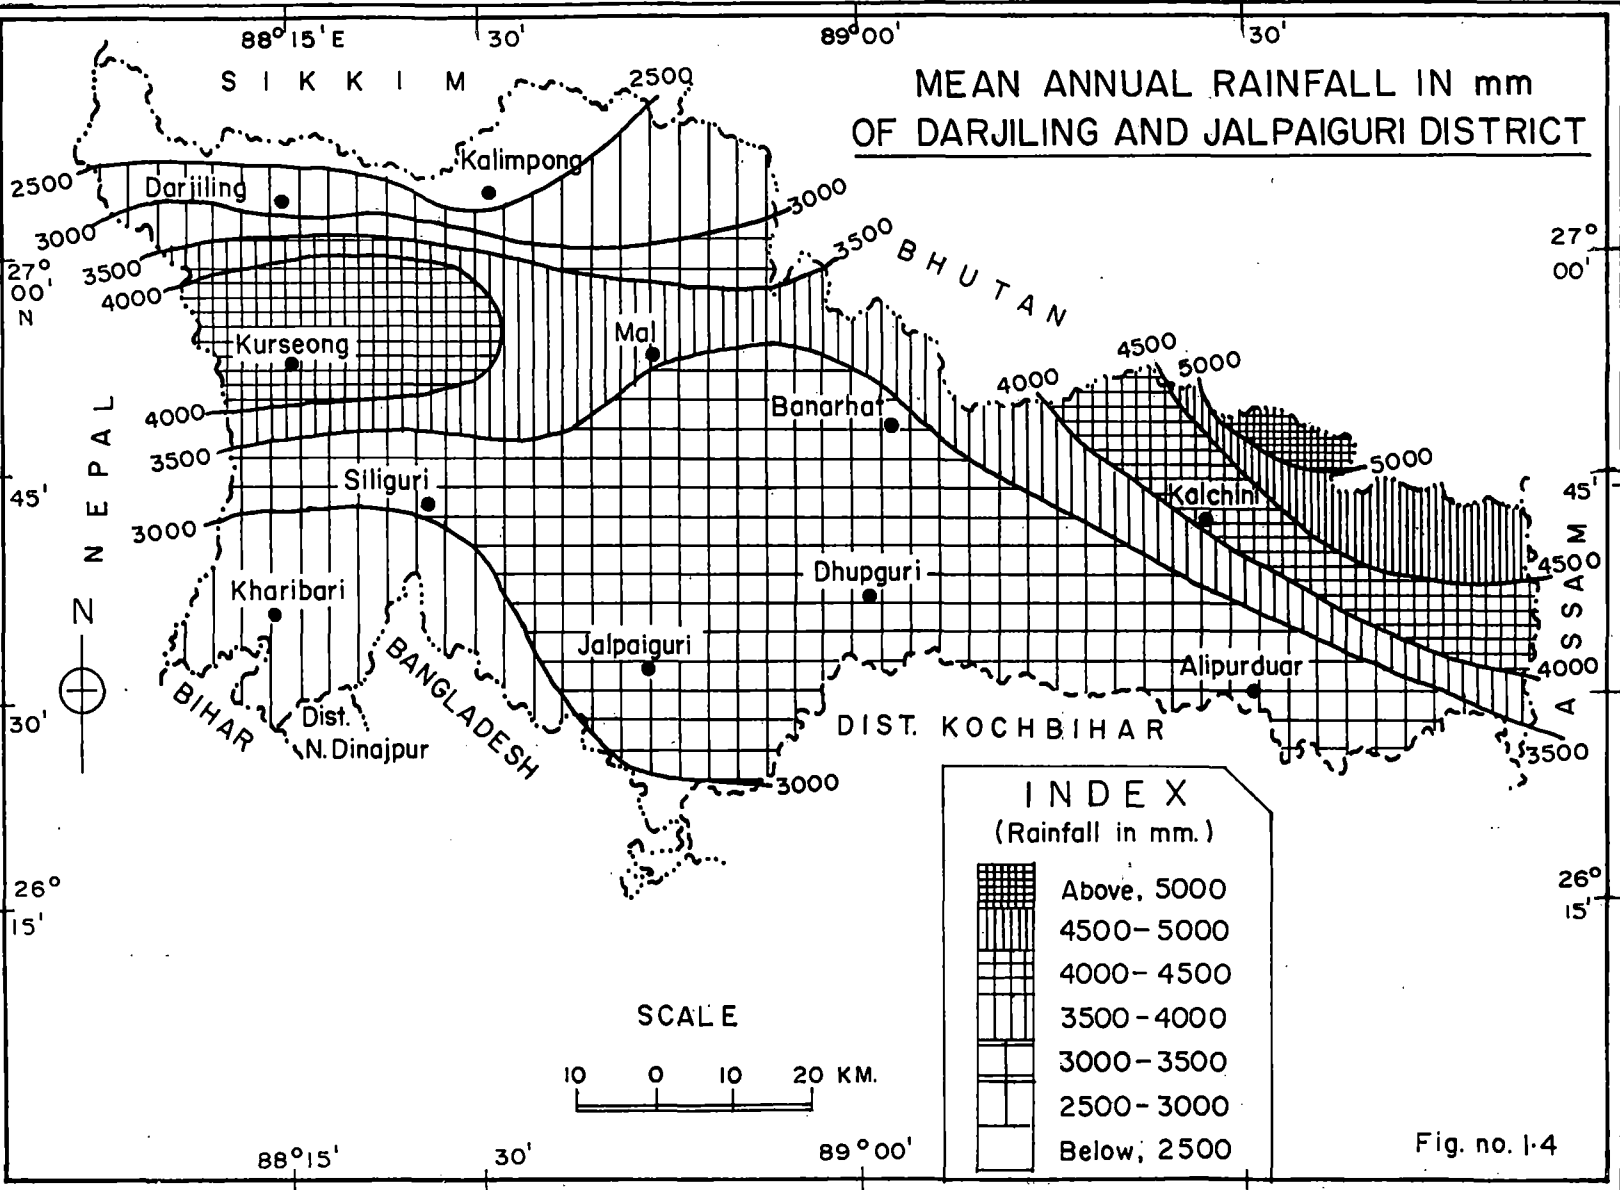 88°15'E
30'
89°00'
30'
SIKKIM
2500
MEAN ANNUAL RAINFALL IN mm
OF DARJILING AND JALPAIGURI DISTRICT
Kalimpong
2500
Darjiling
3000
3000
3500
BHUTAN
27°
00'
3500
27°
00'
N
4000
Kurseong
Mal
4500
5000
4000
Banarhat
4000
NEPAL
3500
5000
Siliguri
45'
Kalchini
45'
3000
ASSAM
4500
Dhupguri
Kharibari
N
Jalpaiguri
Alipurduar
4000
BANGLADESH
BIHAR
30'
Dist.
N. Dinajpur
DIST. KOCHBIHAR
30'
3500
3000
INDEX
(Rainfall in mm.)
Above, 5000
4500-5000
4000-4500
3500-4000
3000-3500
2500-3000
Below, 2500
26°
15'
26°
15'
SCALE
10 0 10 20 KM.
88°15'
30'
89°00'
Fig. no. 1.4